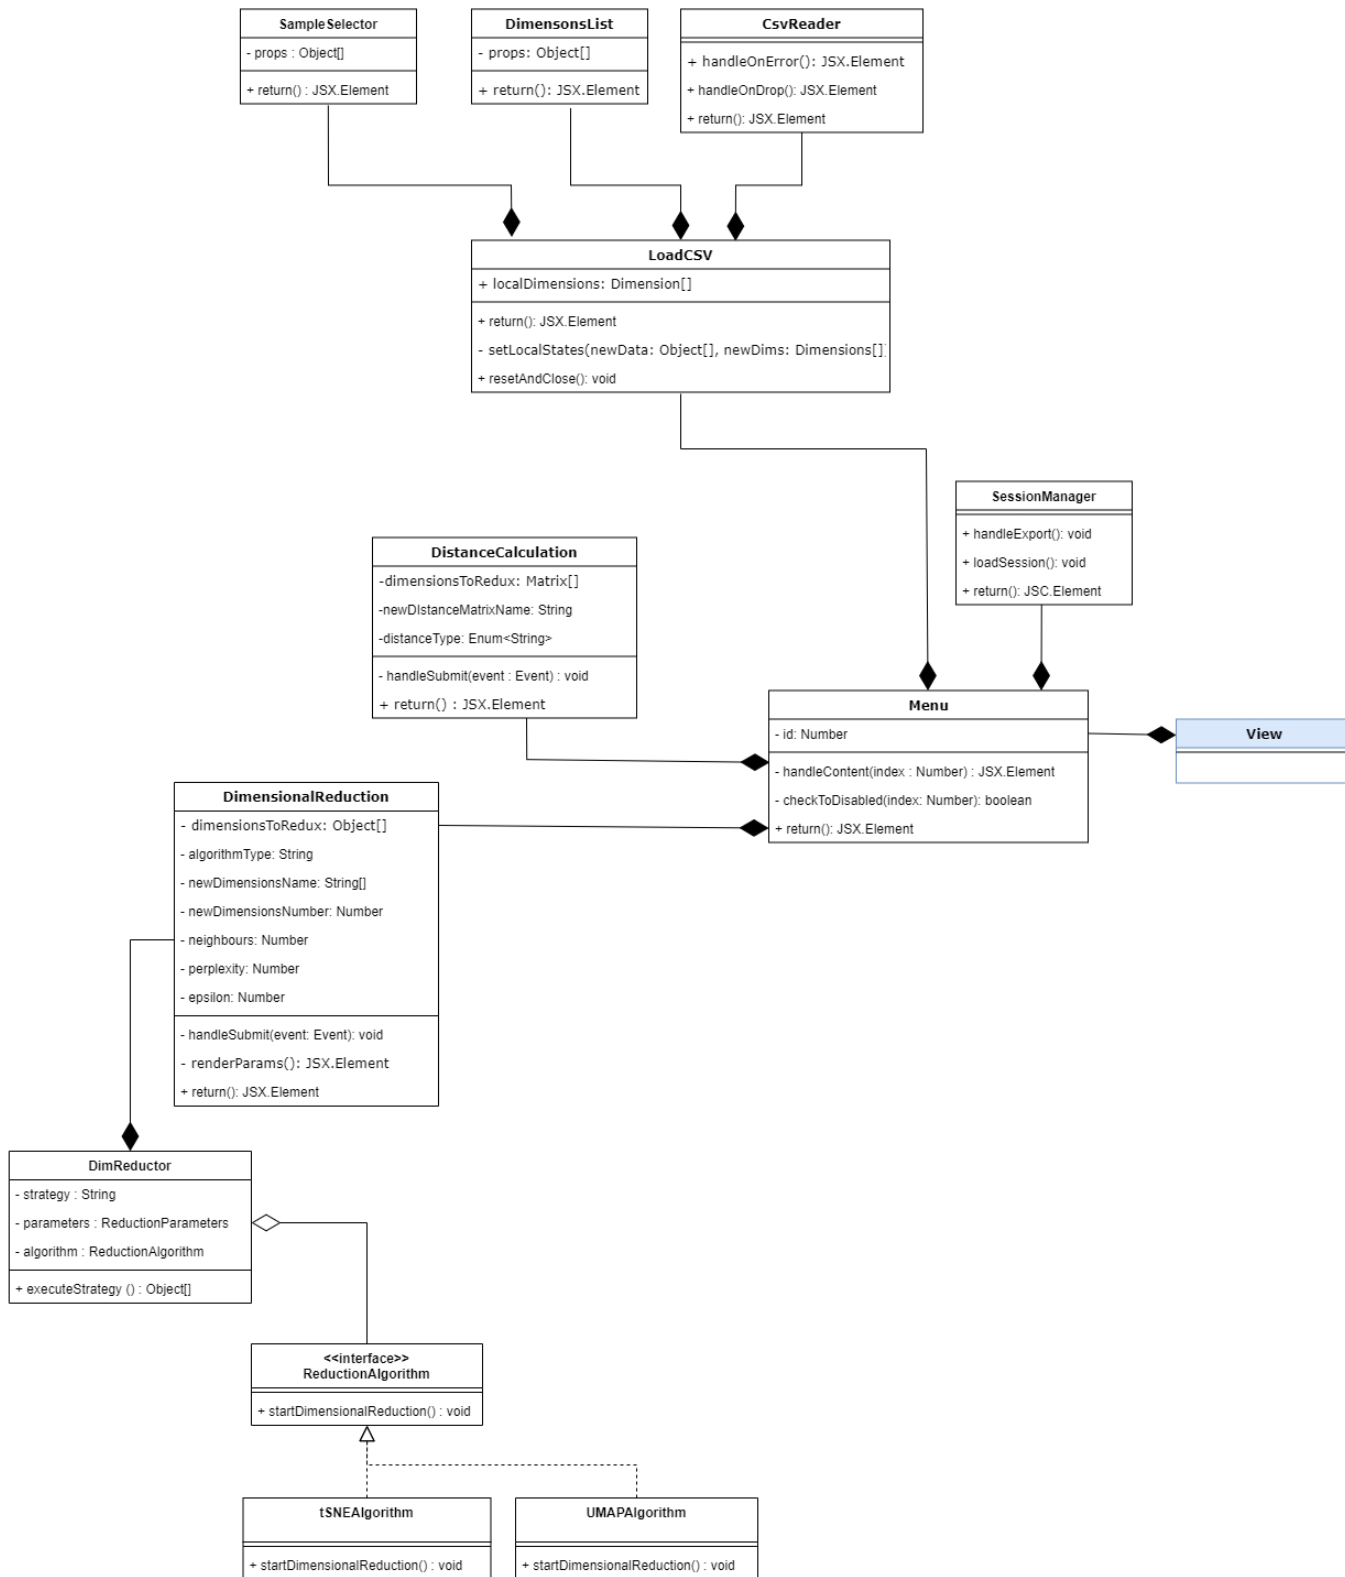 SampleSelector
- props : Object[]
+ return() : JSX.Element
DimensonsList
- props: Object[]
+ return(): JSX.Element
CsvReader
+ handleOnError(): JSX.Element
+ handleOnDrop(): JSX.Element
+ return(): JSX.Element
LoadCSV
+ localDimensions: Dimension[]
+ return(): JSX.Element
- setLocalStates(newData: Object[], newDims: Dimensions[])
+ resetAndClose(): void
SessionManager
+ handleExport(): void
+ loadSession(): void
+ return(): JSC.Element
DistanceCalculation
-dimensionsToRedux: Matrix[]
-newDIstanceMatrixName: String
-distanceType: Enum<String>
- handleSubmit(event : Event) : void
+ return() : JSX.Element
Menu
- id: Number
- handleContent(index : Number) : JSX.Element
- checkToDisabled(index: Number): boolean
+ return(): JSX.Element
View
DimensionalReduction
- dimensionsToRedux: Object[]
- algorithmType: String
- newDimensionsName: String[]
- newDimensionsNumber: Number
- neighbours: Number
- perplexity: Number
- epsilon: Number
- handleSubmit(event: Event): void
- renderParams(): JSX.Element
+ return(): JSX.Element
DimReductor
- strategy : String
- parameters : ReductionParameters
- algorithm : ReductionAlgorithm
+ executeStrategy () : Object[]
<<interface>>
ReductionAlgorithm
+ startDimensionalReduction() : void
tSNEAlgorithm
+ startDimensionalReduction() : void
UMAPAlgorithm
+ startDimensionalReduction() : void